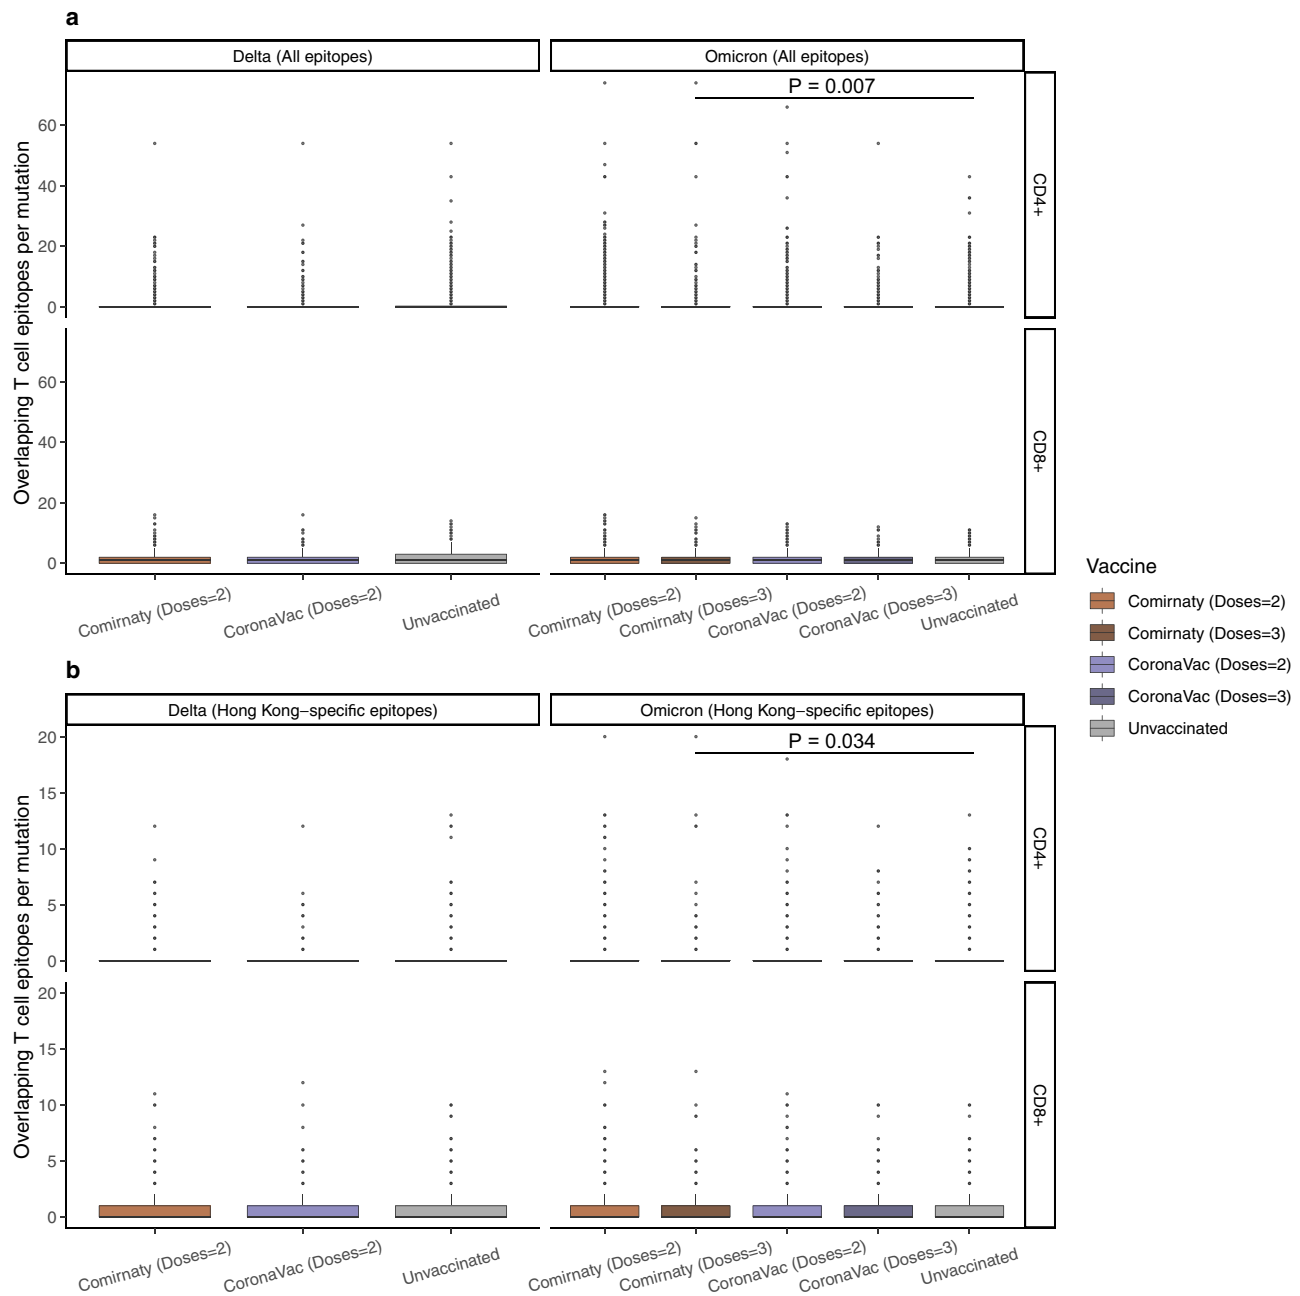 a
Delta (All epitopes)
Omicron (All epitopes)
P = 0.007
Overlapping T cell epitopes per mutation
60
40
20
0
CD4+
60
40
20
0
CD8+
Comirnaty (Doses=2)
CoronaVac (Doses=2)
Unvaccinated
Comirnaty (Doses=2)
Comirnaty (Doses=3)
CoronaVac (Doses=2)
CoronaVac (Doses=3)
Unvaccinated
Vaccine
Comirnaty (Doses=2)
Comirnaty (Doses=3)
CoronaVac (Doses=2)
CoronaVac (Doses=3)
Unvaccinated
b
Delta (Hong Kong−specific epitopes)
Omicron (Hong Kong−specific epitopes)
P = 0.034
Overlapping T cell epitopes per mutation
20
15
10
5
0
CD4+
20
15
10
5
0
CD8+
Comirnaty (Doses=2)
CoronaVac (Doses=2)
Unvaccinated
Comirnaty (Doses=2)
Comirnaty (Doses=3)
CoronaVac (Doses=2)
CoronaVac (Doses=3)
Unvaccinated